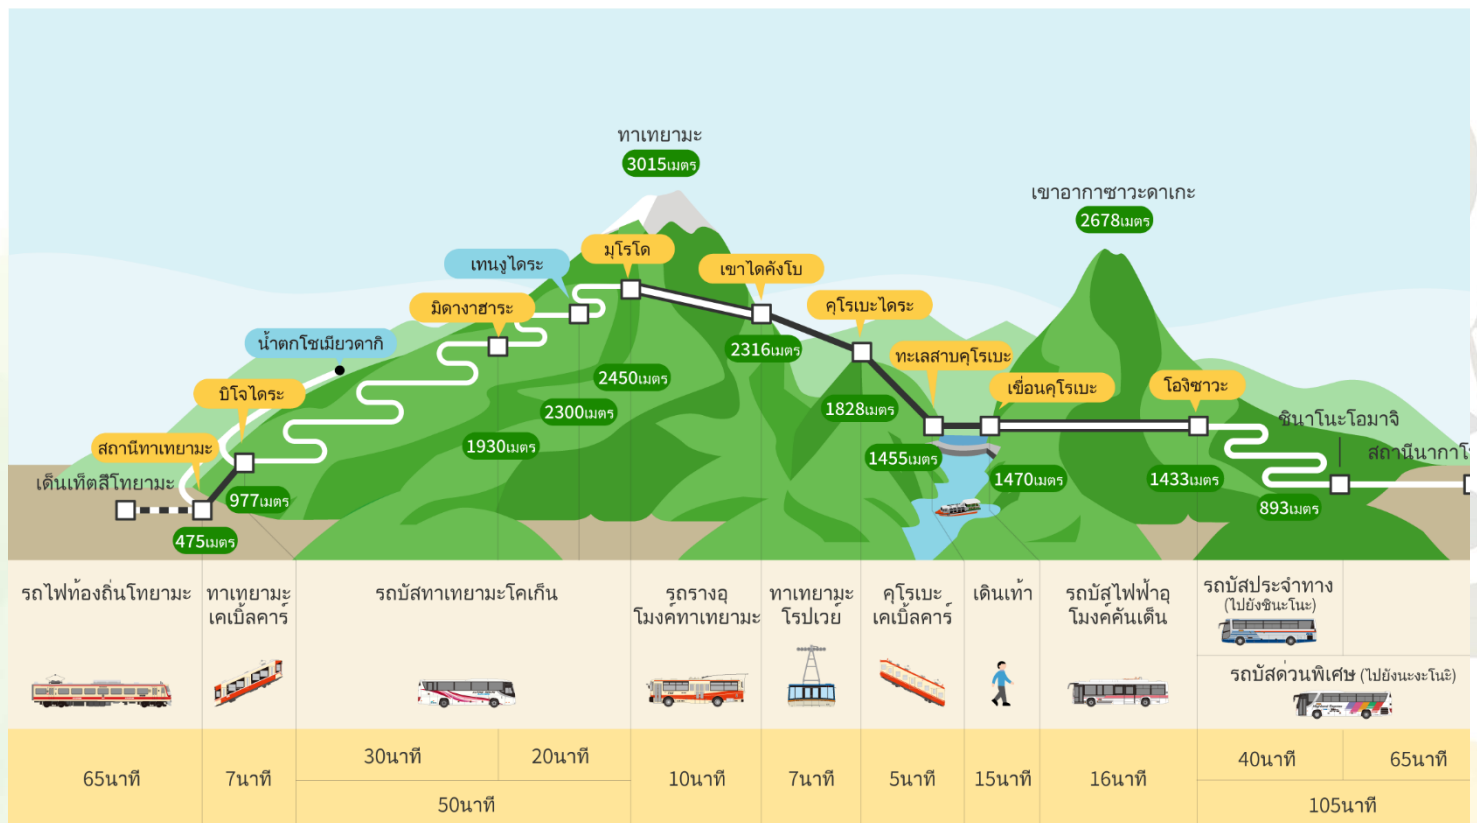 ทาเทยามะ
3015เมตร
เขาอากาซาวะดาเกะ
2678เมตร
มุโรโด
เทนงูไดระ
เขาไดคังโบ
มิดางาฮาระ
คุโรเบะไดระ
น้ำตกโชเมียวดากิ
2316เมตร
ทะเลสาบคุโรเบะ
2450เมตร
บิโจไดระ
เขื่อนคุโรเบะ
โองิซาวะ
1828เมตร
2300เมตร
ชินาโนะโอมาจิ
1930เมตร
สถานีทาเทยามะ
สถานีนากาโ
1455เมตร
เด็นเท็ตสึโทยามะ
1470เมตร
1433เมตร
977เมตร
893เมตร
475เมตร
รถไฟท้องถิ่นโทยามะ
ทาเทยามะ
เคเบิ้ลคาร์
รถบัสทาเทยามะโคเก็น
รถรางอุ
โมงค์ทาเทยามะ
ทาเทยามะ
โรปเวย์
คุโรเบะ
เคเบิ้ลคาร์
เดินเท้า
รถบัสไฟฟ้าอุ
โมงค์คันเด็น
รถบัสประจำทาง
(ไปยังชินะโนะ)
รถบัสด่วนพิเศษ (ไปยังนะงะโนะ)
65นาที
7นาที
30นาที
20นาที
50นาที
10นาที
7นาที
5นาที
15นาที
16นาที
40นาที
65นาที
105นาที